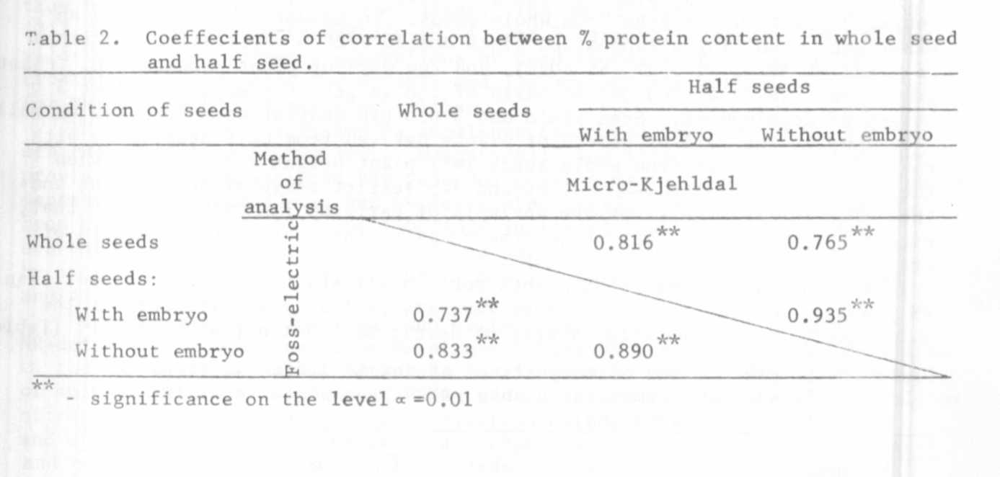 Table 2. Coeffecients of correlation between % protein content in whole seed
and half seed.
Half seeds
Condition of seeds Whole seeds
With embryo Without embryo
Method
of Micro-Kjehldal
analysis
Foss-electric
Whole seeds 0.816** 0.765**
Half seeds:
With embryo 0.737** 0.935**
Without embryo 0.833** 0.890**
** - significance on the level ∝ =0.01